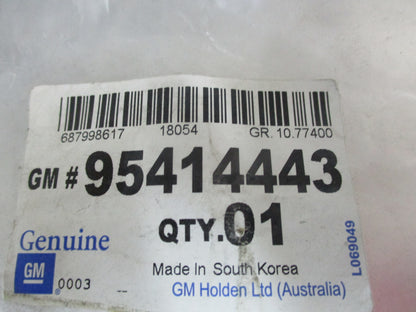 687998617 18054 GR. 10.77400
GM # 95414443
QTY. 01
Genuine
GM
0003 --
Made In South Korea
GM Holden Ltd (Australia)
L069049